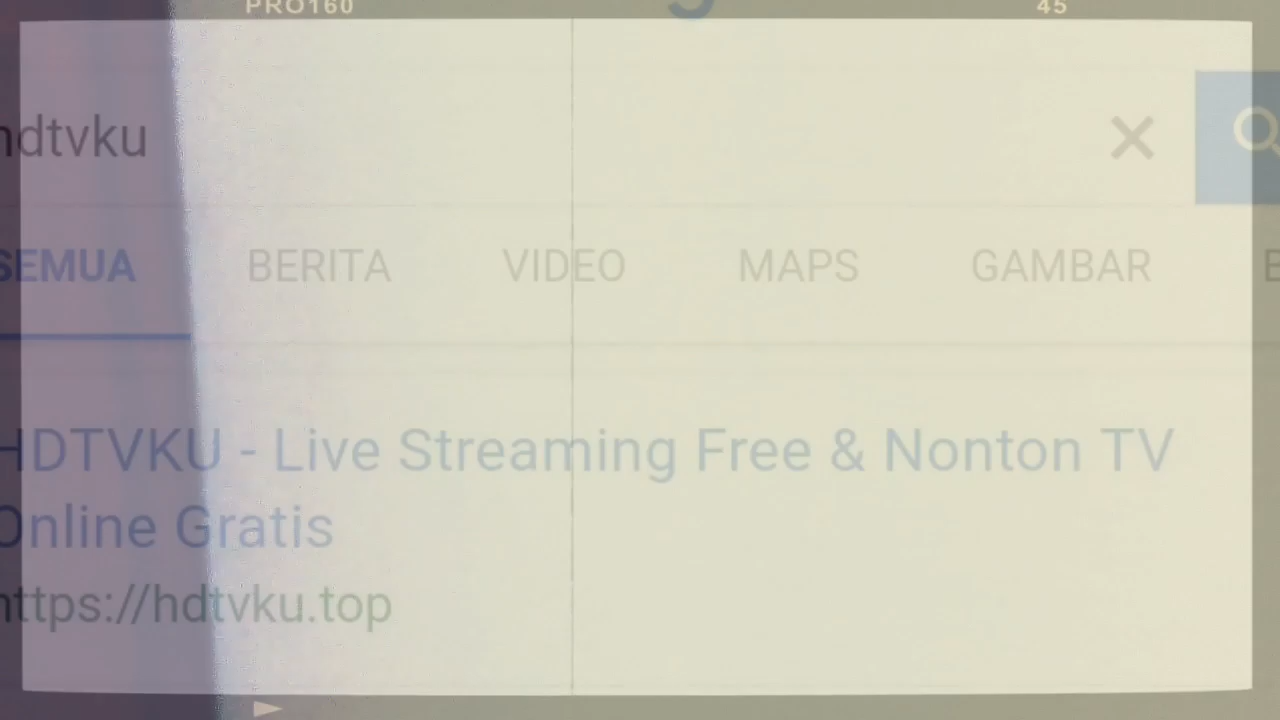 PRO160 45
hdtvku
SEMUA BERITA VIDEO MAPS GAMBAR
HDTVKU - Live Streaming Free & Nonton TV
Online Gratis
https://hdtvku.top